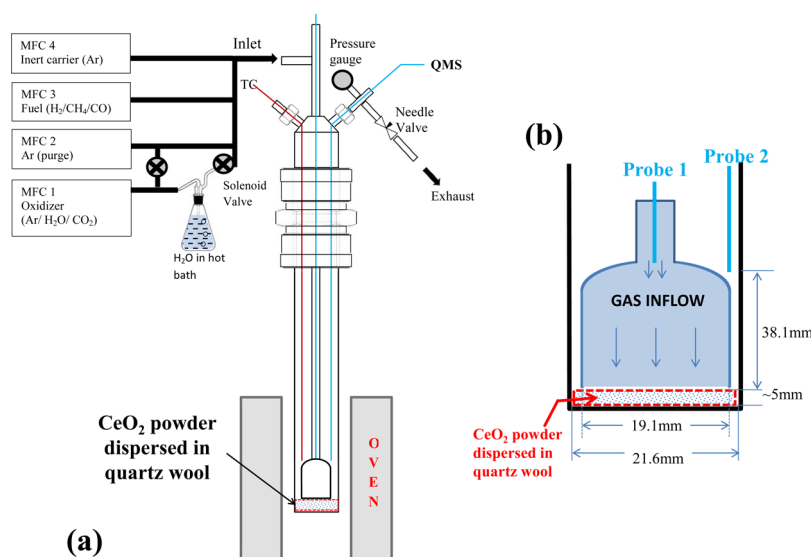 MFC 4
Inert carrier (Ar)
MFC 3
Fuel (H₂/CH₄/CO)
MFC 2
Ar (purge)
MFC 1
Oxidizer
(Ar/ H₂O/ CO₂)
Inlet
Solenoid
Valve
H₂O in hot
bath
TC
Pressure
gauge
QMS
Needle
Valve
Exhaust
CeO₂ powder
dispersed in
quartz wool
OVEN
(a)
(b)
Probe 1
Probe 2
GAS INFLOW
38.1mm
~5mm
19.1mm
21.6mm
CeO₂ powder
dispersed in
quartz wool